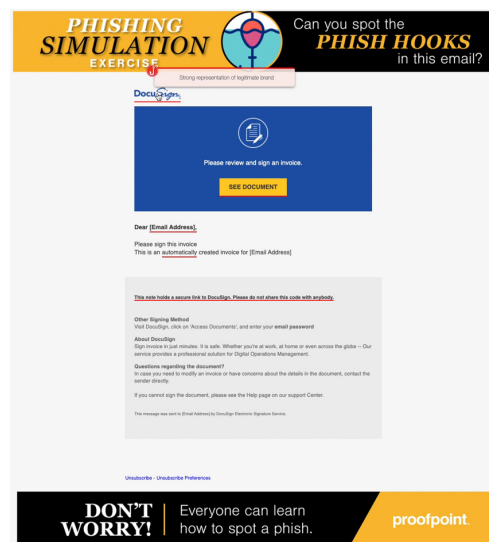 PHISHING
SIMULATION
EXERCISE
Can you spot the
PHISH HOOKS
in this email?
Strong representation of legitimate brand
DocuSign
Please review and sign an invoice.
SEE DOCUMENT
Dear [Email Address],
Please sign this invoice
This is an automatically created invoice for [Email Address]
This note holds a secure link to DocuSign. Please do not share this code with anybody.
Other Signing Method
Visit DocuSign, click on 'Access Documents', and enter your email password
About DocuSign
Sign invoice in just minutes. It is safe. Whether you're at work, at home or even across the globe -- Our
service provides a professional solution for Digital Operations Management.
Questions regarding the document?
In case you need to modify an invoice or have concerns about the details in the document, contact the
sender directly.
If you cannot sign the document, please see the Help page on our support Center.
This message was sent to [Email Address] by DocuSign Electronic Signature Service.
Unsubscribe - Unsubscribe Preferences
DON'T
WORRY!
Everyone can learn
how to spot a phish.
proofpoint.